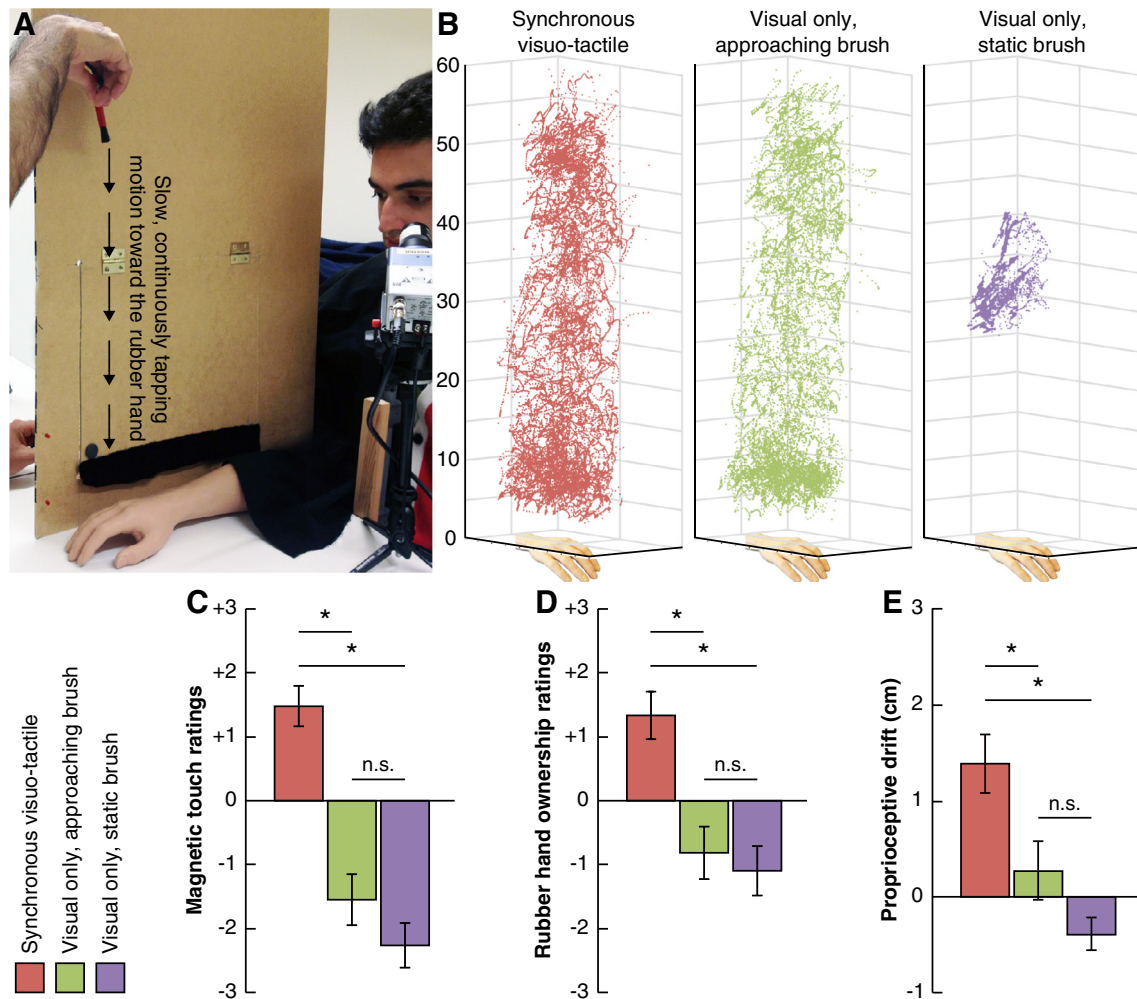 A
Slow, continuously tapping
motion toward the rubber hand
B
Synchronous
visuo-tactile
Visual only,
approaching brush
Visual only,
static brush
60
50
40
30
20
10
0
Synchronous visuo-tactile
Visual only, approaching brush
Visual only, static brush
C
Magnetic touch ratings
+3
+2
+1
0
-1
-2
-3
*
*
n.s.
D
Rubber hand ownership ratings
+3
+2
+1
0
-1
-2
-3
*
*
n.s.
E
Proprioceptive drift (cm)
3
2
1
0
-1
*
*
n.s.